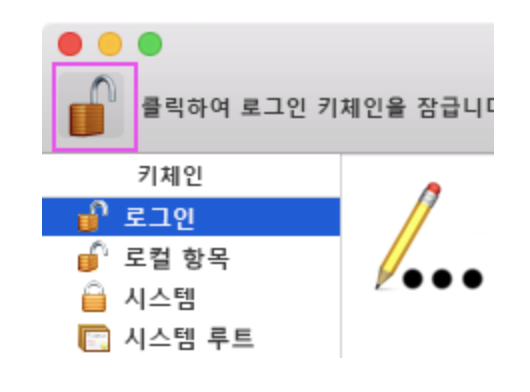 클릭하여 로그인 키체인을 잠급니다
키체인
로그인
로컬 항목
시스템
시스템 루트